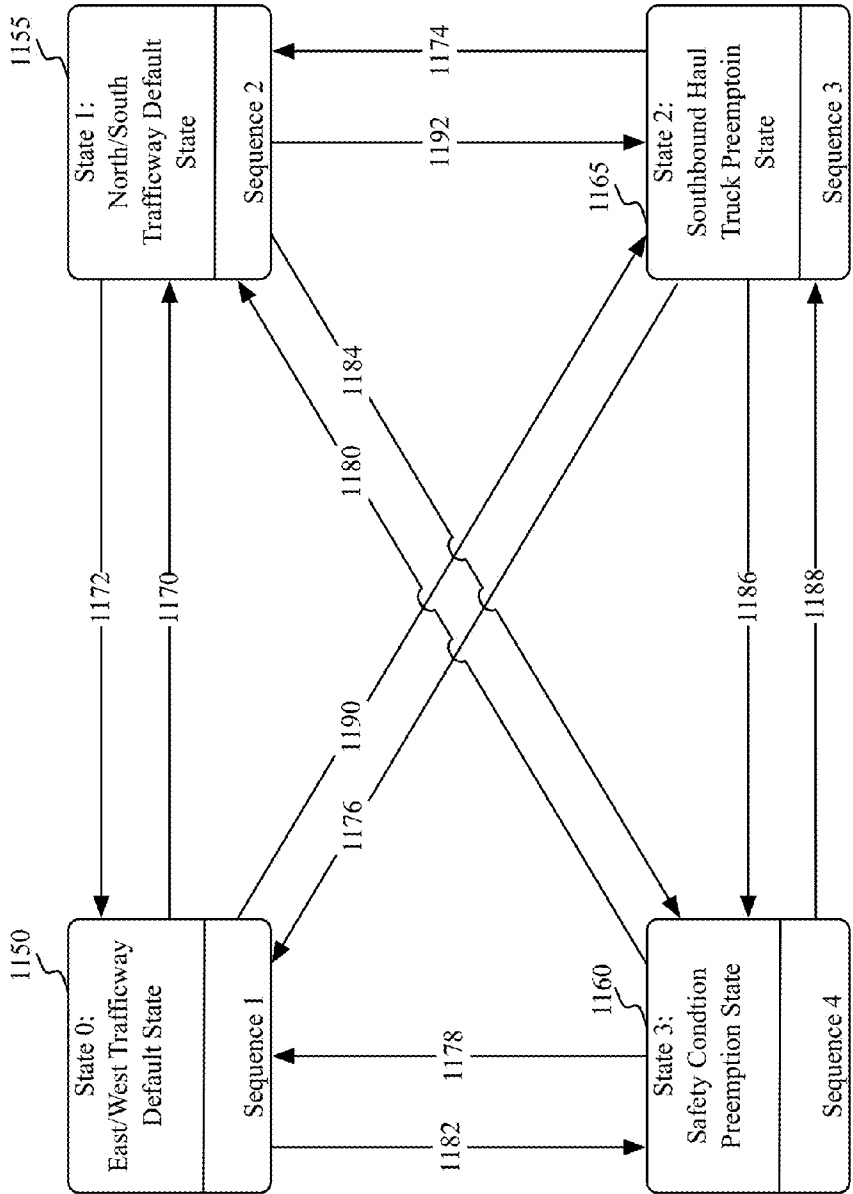 1150
State 0:
East/West Trafficway
Default State
Sequence 1
1155
State 1:
North/South
Trafficway Default
State
Sequence 2
1172
1170
1182
1178
1176
1190
1180
1184
1192
1174
1160
State 3:
Safety Condtion
Preemption State
Sequence 4
1165
State 2:
Southbound Haul
Truck Preemptoin
State
Sequence 3
1186
1188